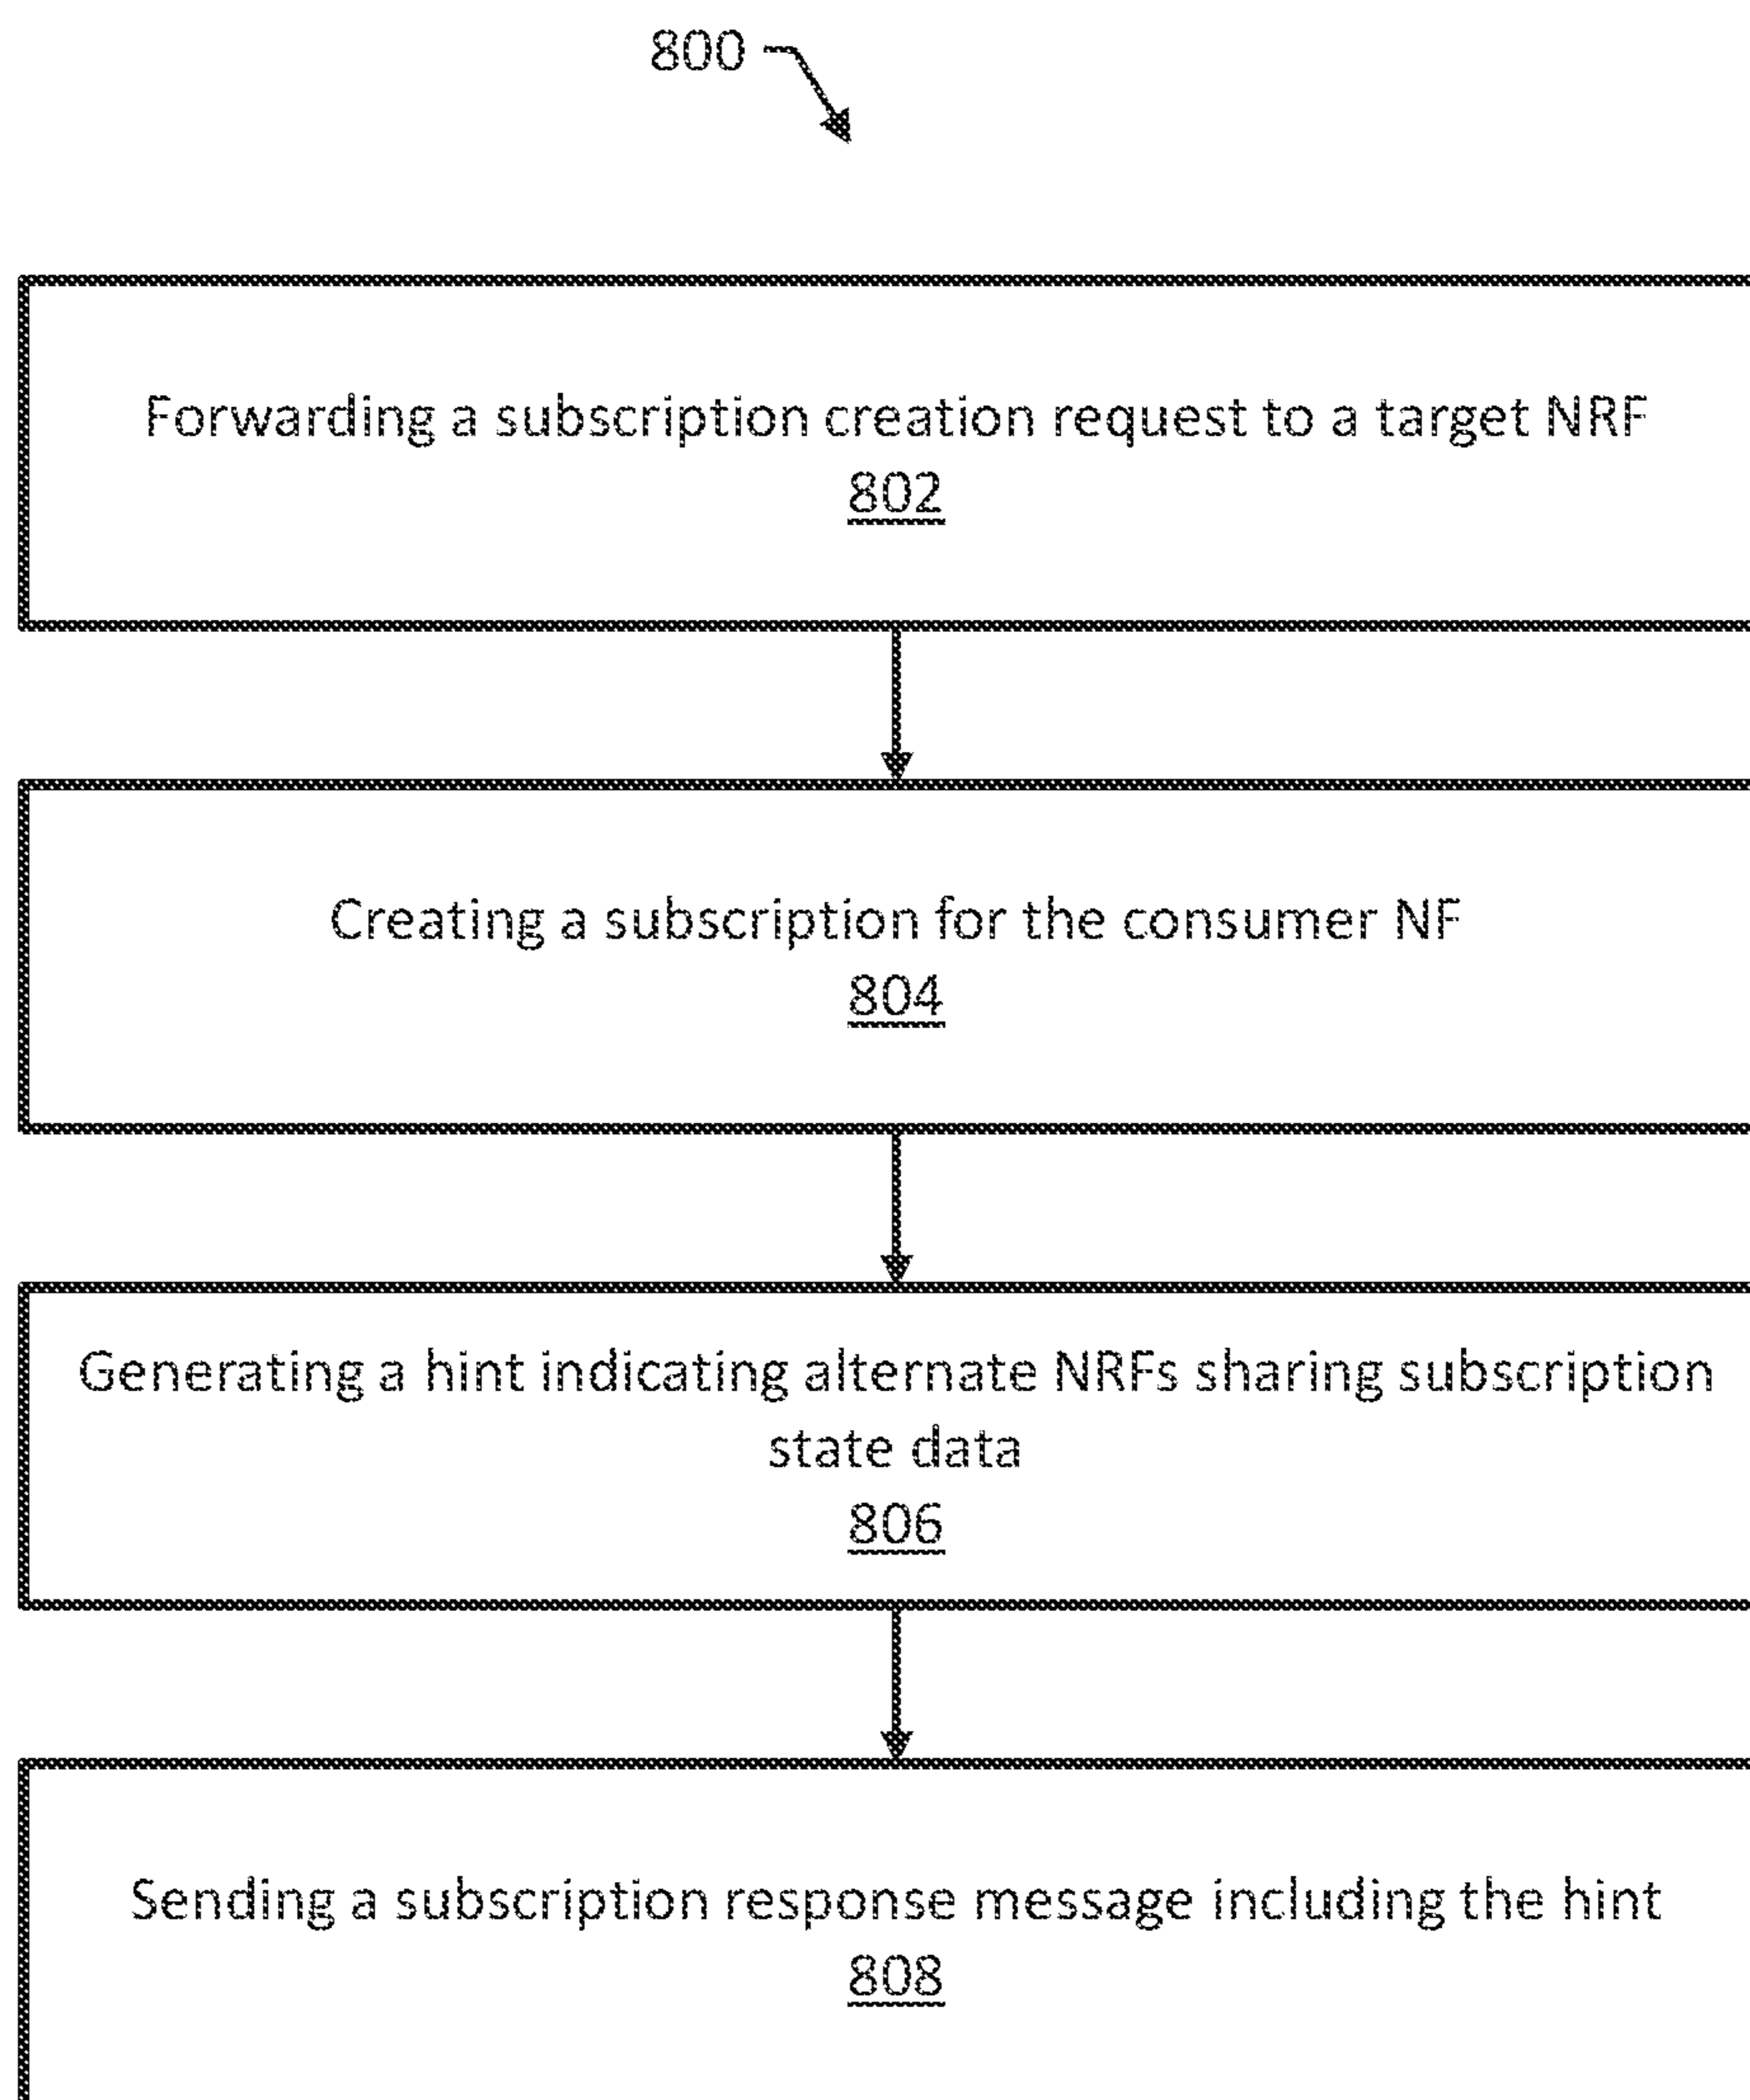 800
Forwarding a subscription creation request to a target NRF
802
Creating a subscription for the consumer NF
804
Generating a hint indicating alternate NRFs sharing subscription
state data
806
Sending a subscription response message including the hint
808